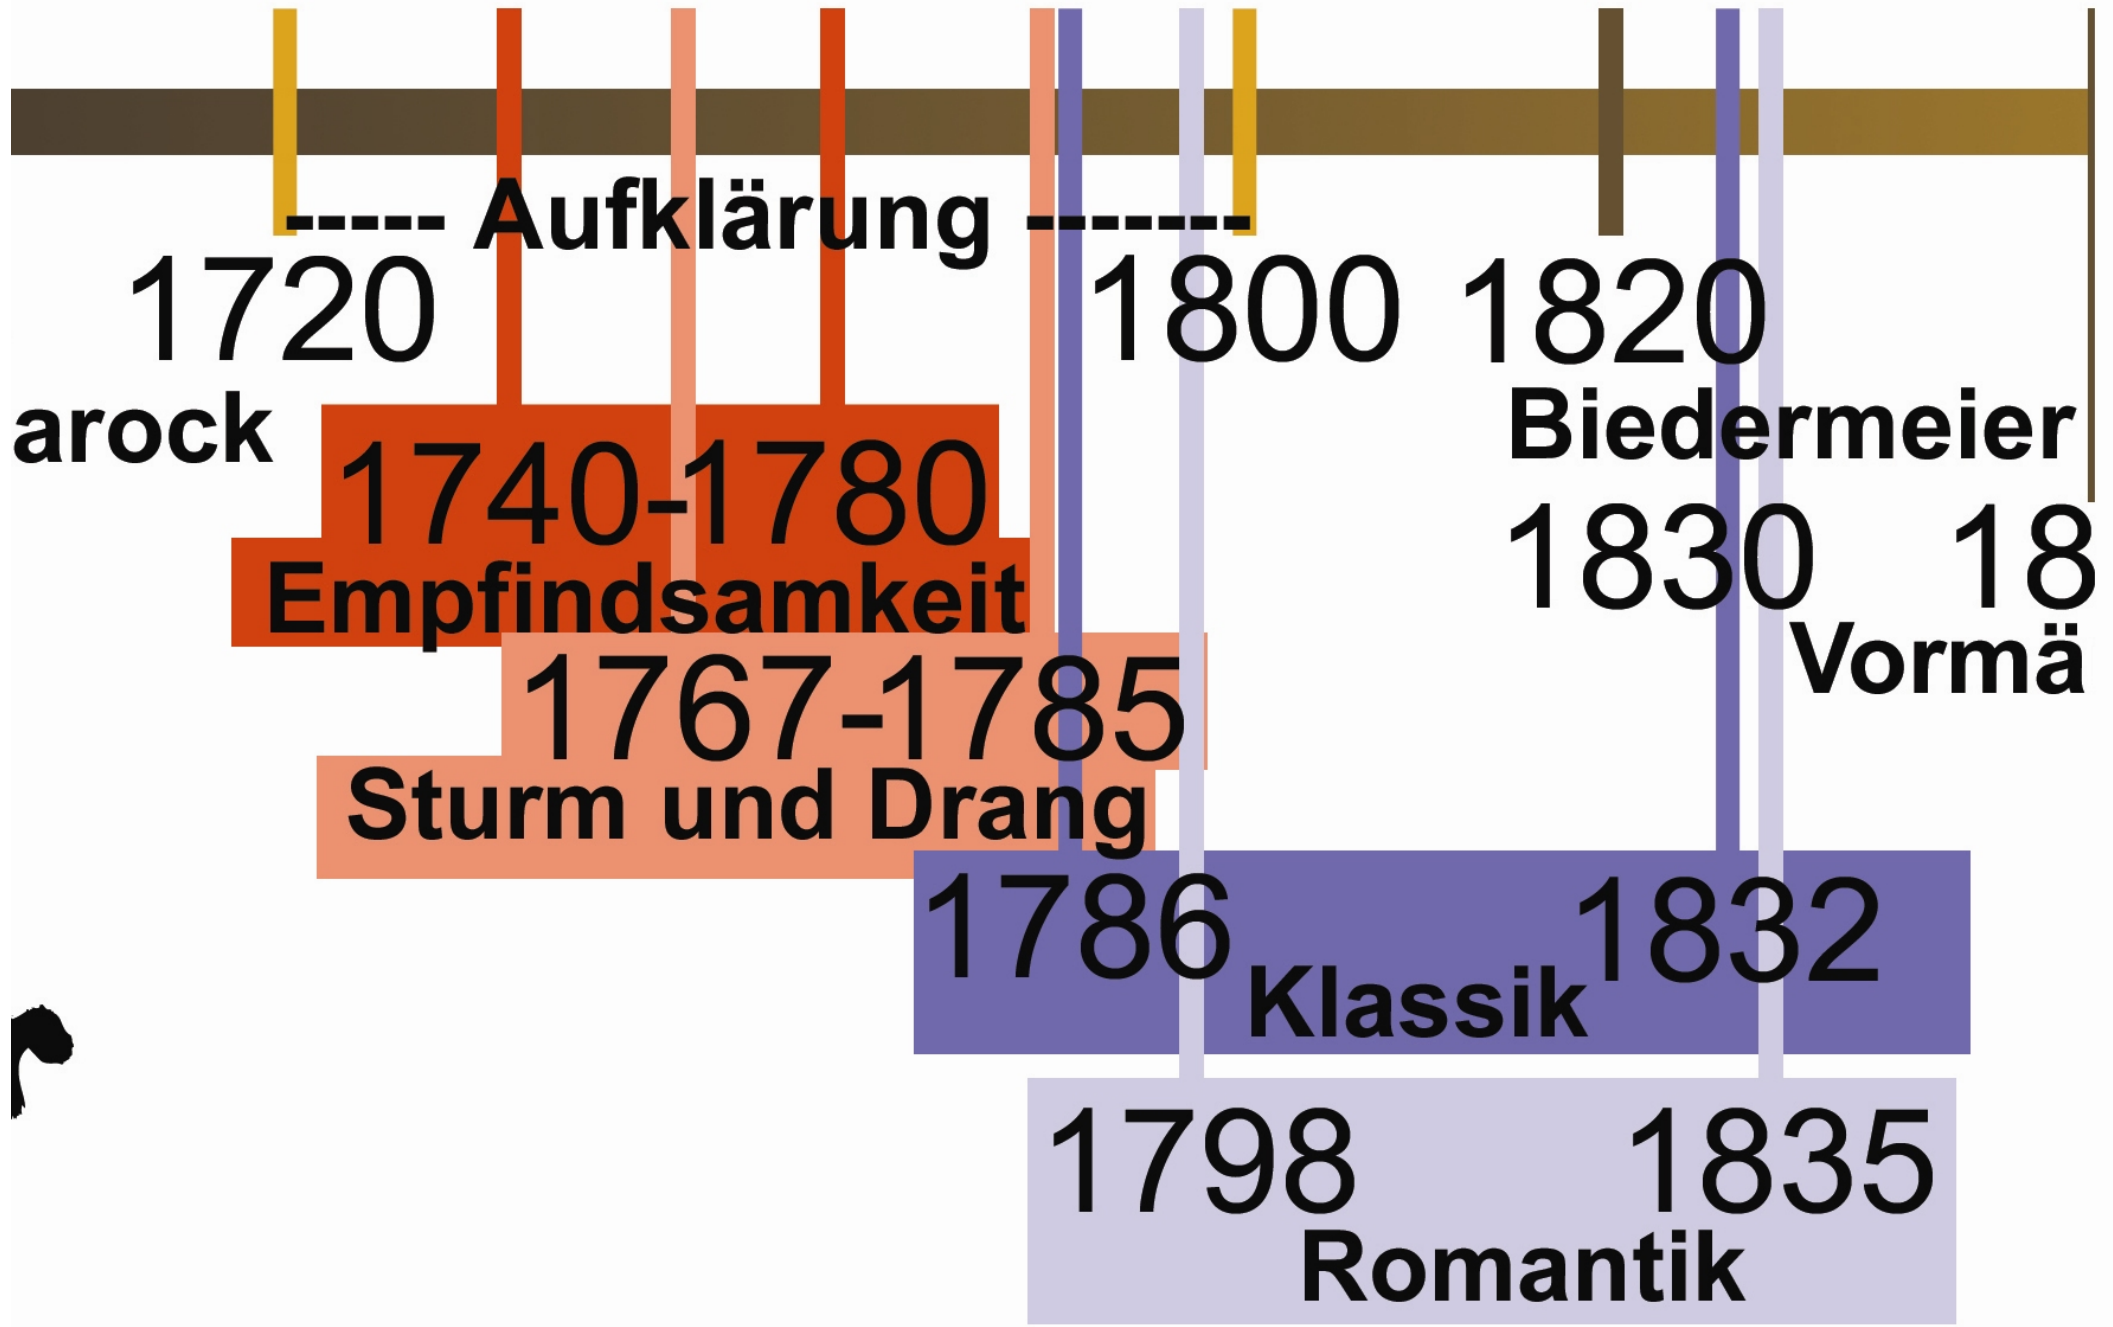 ----- Aufklärung -------
1720 1800 1820
arock Biedermeier
1740-1780
1830 18
Empfindsamkeit
Vormä
1767-1785
Sturm und Drang
1786 1832
Klassik
1798 1835
Romantik